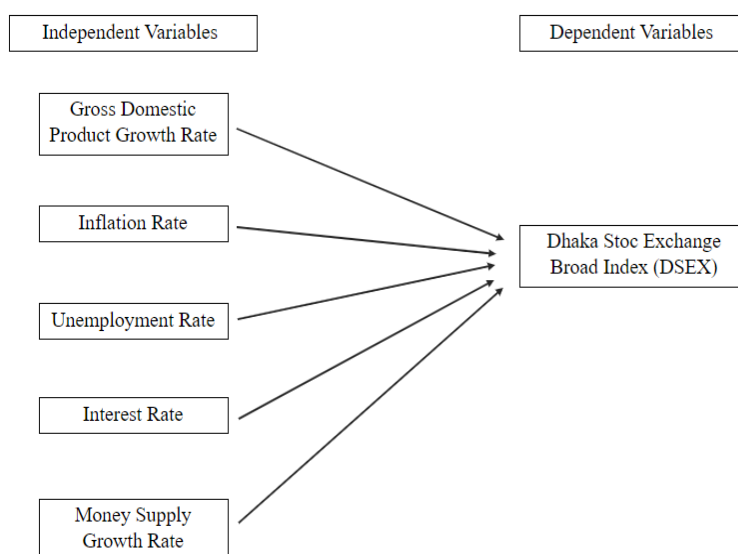 Independent Variables
Dependent Variables
Gross Domestic
Product Growth Rate
Inflation Rate
Dhaka Stoc Exchange
Broad Index (DSEX)
Unemployment Rate
Interest Rate
Money Supply
Growth Rate